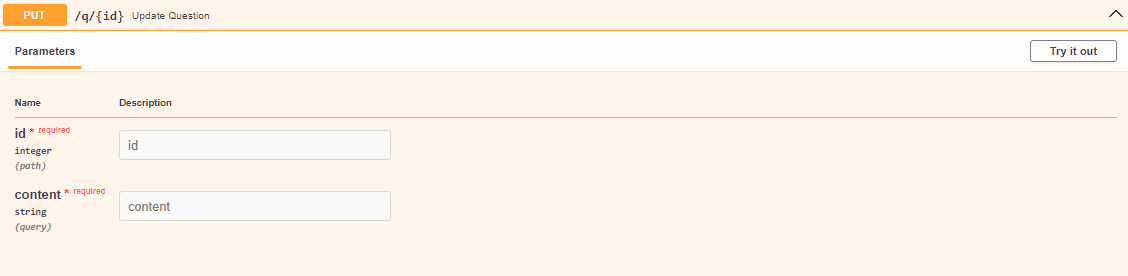 PUT /q/{id} Update Question
Parameters Try it out
Name Description
id * required
integer
(path)
id
content * required
string
(query)
content